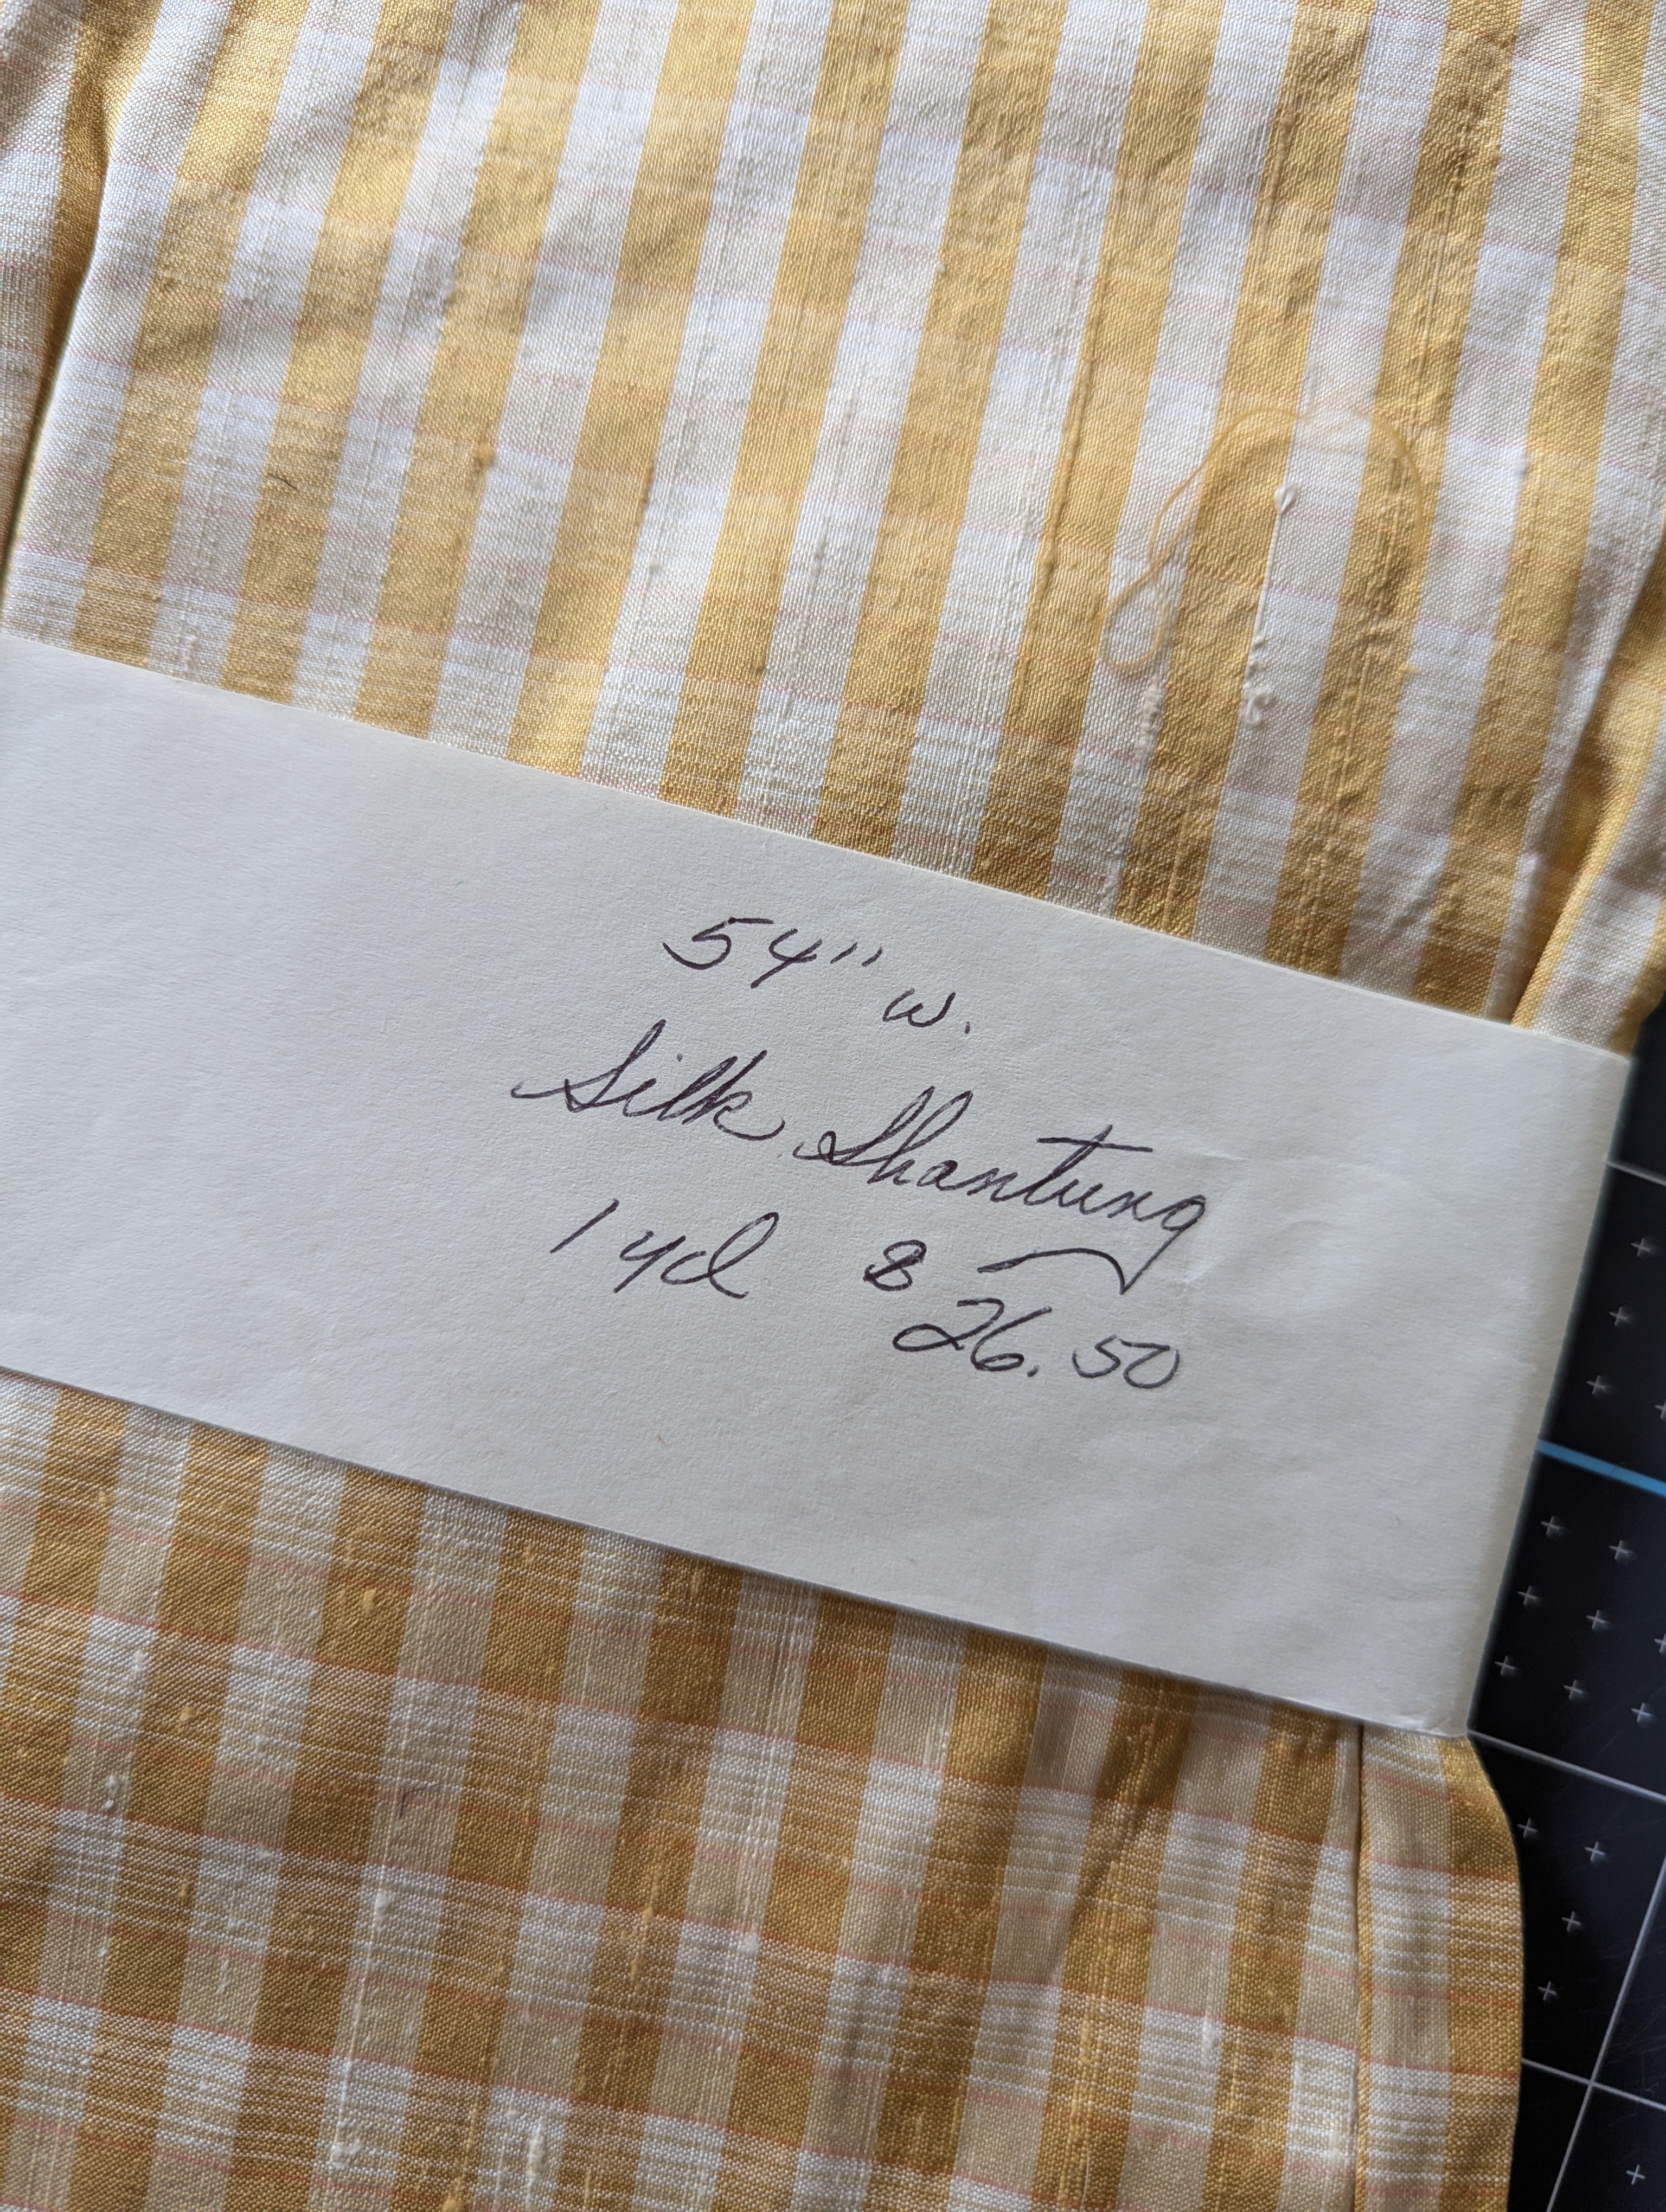 54" w.
Silk Shantung
1 yd 8
26.50